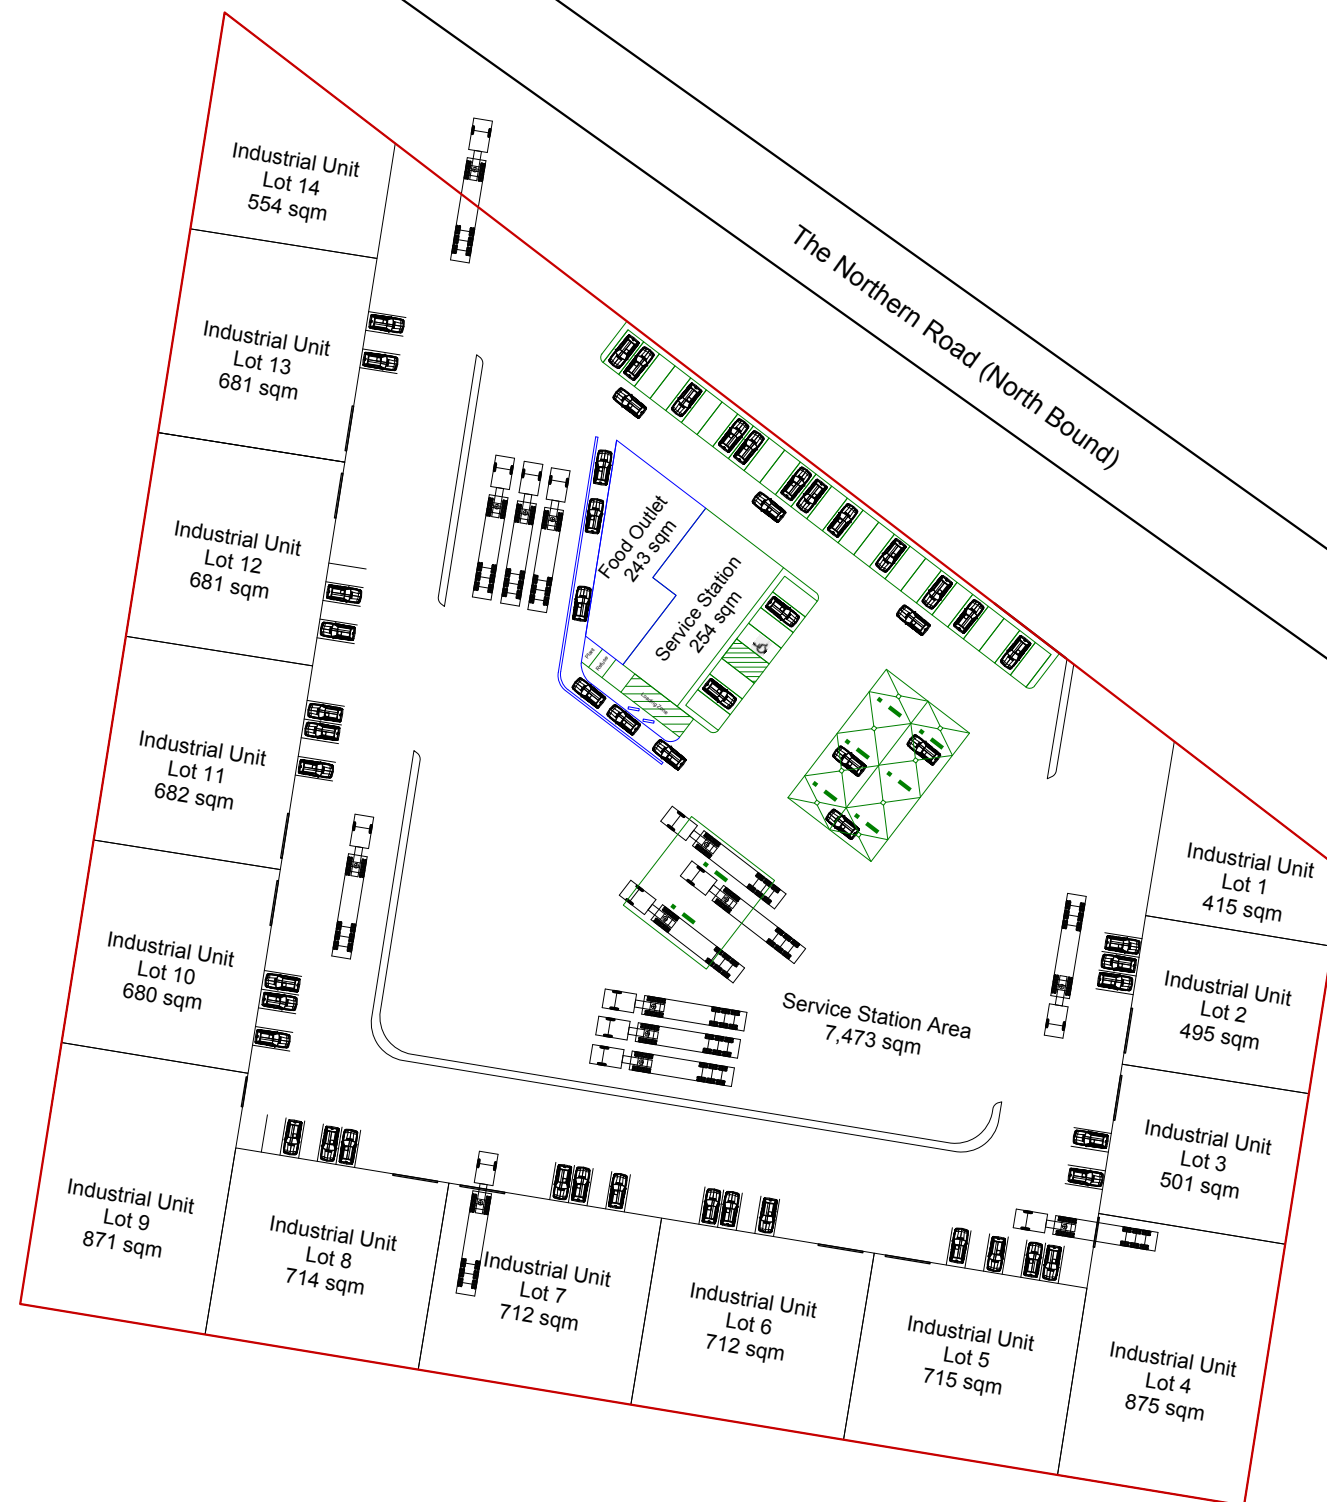 The Northern Road (North Bound)
Industrial Unit
Lot 14
554 sqm
Industrial Unit
Lot 13
681 sqm
Industrial Unit
Lot 12
681 sqm
Industrial Unit
Lot 11
682 sqm
Industrial Unit
Lot 10
680 sqm
Industrial Unit
Lot 9
871 sqm
Industrial Unit
Lot 8
714 sqm
Industrial Unit
Lot 7
712 sqm
Industrial Unit
Lot 6
712 sqm
Industrial Unit
Lot 5
715 sqm
Industrial Unit
Lot 4
875 sqm
Industrial Unit
Lot 3
501 sqm
Industrial Unit
Lot 2
495 sqm
Industrial Unit
Lot 1
415 sqm
Food Outlet
243 sqm
Service Station
254 sqm
Plant
Refuse
Loading Zone
Service Station Area
7,473 sqm